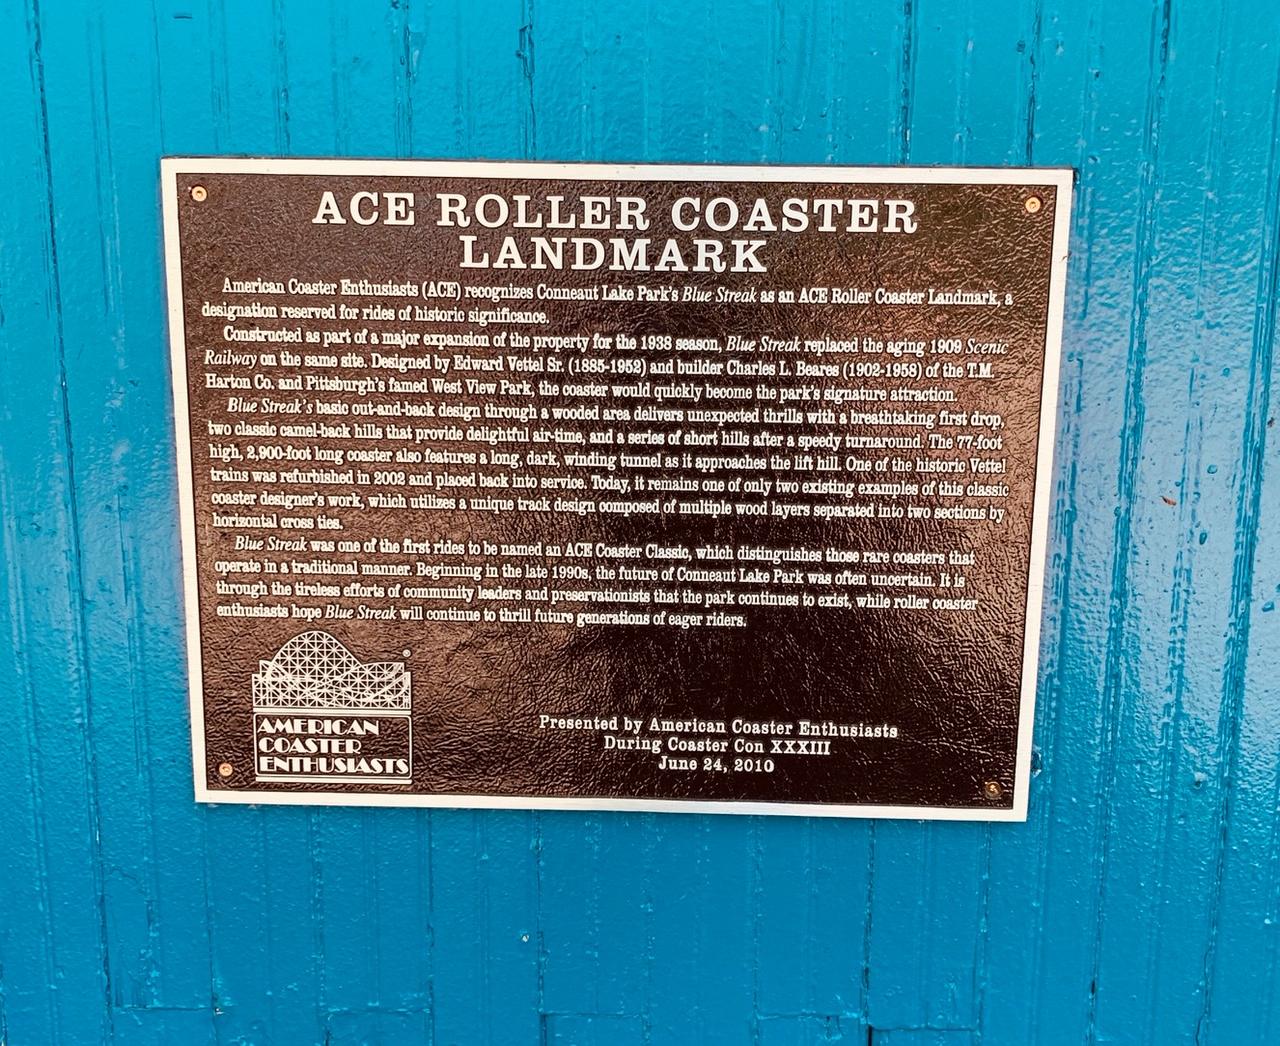 ACE ROLLER COASTER
LANDMARK
American Coaster Enthusiasts (ACE) recognizes Conneaut Lake Park's Blue Streak as an ACE Roller Coaster Landmark, a
designation reserved for rides of historic significance.
Constructed as part of a major expansion of the property for the 1938 season, Blue Streak replaced the aging 1909 Scenic
Railway on the same site. Designed by Edward Vettel Sr. (1885-1952) and builder Charles L. Beares (1902-1958) of the T.M.
Harton Co. and Pittsburgh's famed West View Park, the coaster would quickly become the park's signature attraction.
Blue Streak's basic out-and-back design through a wooded area delivers unexpected thrills with a breathtaking first drop,
two classic camel-back hills that provide delightful air-time, and a series of short hills after a speedy turnaround. The 77-foot
high, 2,900-foot long coaster also features a long, dark, winding tunnel as it approaches the lift hill. One of the historic Vettel
trains was refurbished in 2002 and placed back into service. Today, it remains one of only two existing examples of this classic
coaster designer's work, which utilizes a unique track design composed of multiple wood layers separated into two sections by
horizontal cross ties.
Blue Streak was one of the first rides to be named an ACE Coaster Classic, which distinguishes those rare coasters that
operate in a traditional manner. Beginning in the late 1990s, the future of Conneaut Lake Park was often uncertain. It is
through the tireless efforts of community leaders and preservationists that the park continues to exist, while roller coaster
enthusiasts hope Blue Streak will continue to thrill future generations of eager riders.
®
AMERICAN
COASTER
ENTHUSIASTS
Presented by American Coaster Enthusiasts
During Coaster Con XXXIII
June 24, 2010